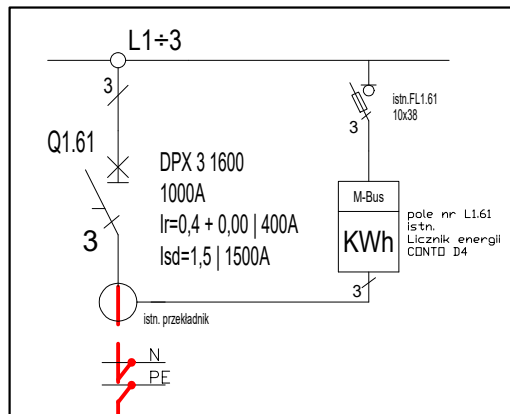 L1÷3
3
Q1.61
3
DPX 3 1600
1000A
Ir=0,4 + 0,00 | 400A
Isd=1,5 | 1500A
istn. przekładnik
N
PE
istn.FL1.61
10x38
3
M-Bus
KWh
3
pole nr L1.61
istn.
Licznik energii
CONTO D4